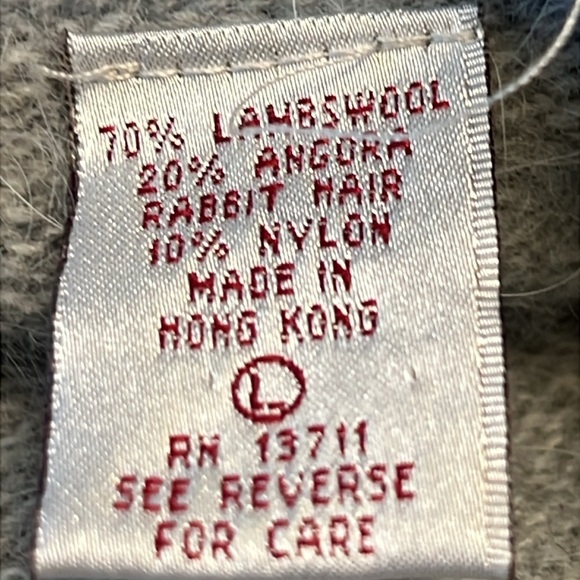 70% LAMBSWOOL
20% ANGORA
RABBIT HAIR
10% NYLON
MADE IN
HONG KONG
L
RN 13711
SEE REVERSE
FOR CARE